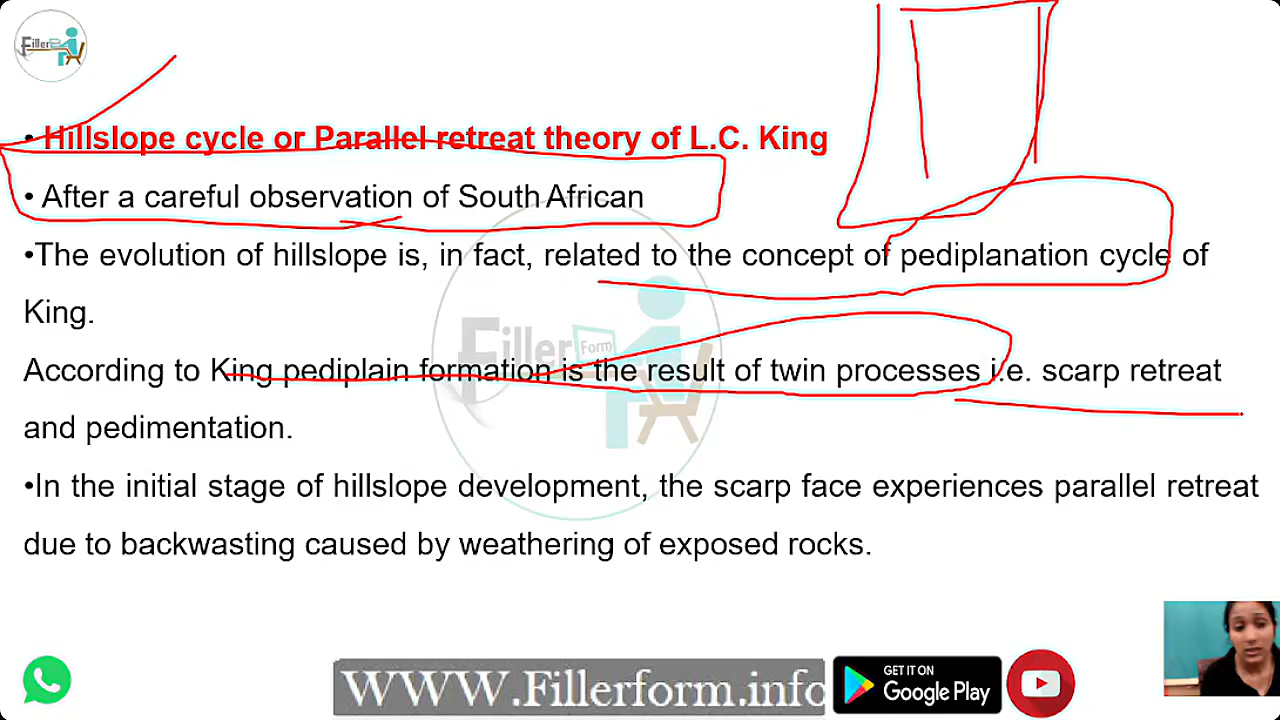 Filler
• Hillslope cycle or Parallel retreat theory of L.C. King
• After a careful observation of South African
•The evolution of hillslope is, in fact, related to the concept of pediplanation cycle of
King.
Filler Form
According to King pediplain formation is the result of twin processes i.e. scarp retreat
and pedimentation.
•In the initial stage of hillslope development, the scarp face experiences parallel retreat
due to backwasting caused by weathering of exposed rocks.
WWW.Fillerform.info
GET IT ON
Google Play